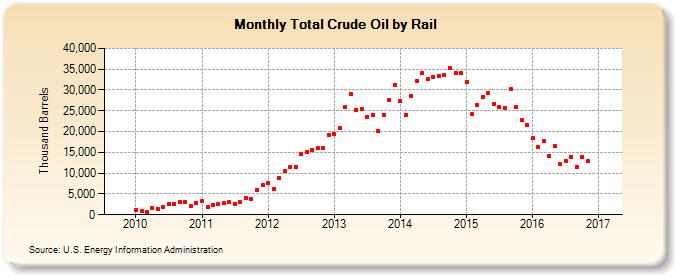 Monthly Total Crude Oil by Rail
Thousand Barrels
40,000
35,000
30,000
25,000
20,000
15,000
10,000
5,000
0
2010 2011 2012 2013 2014 2015 2016 2017
Source: U.S. Energy Information Administration